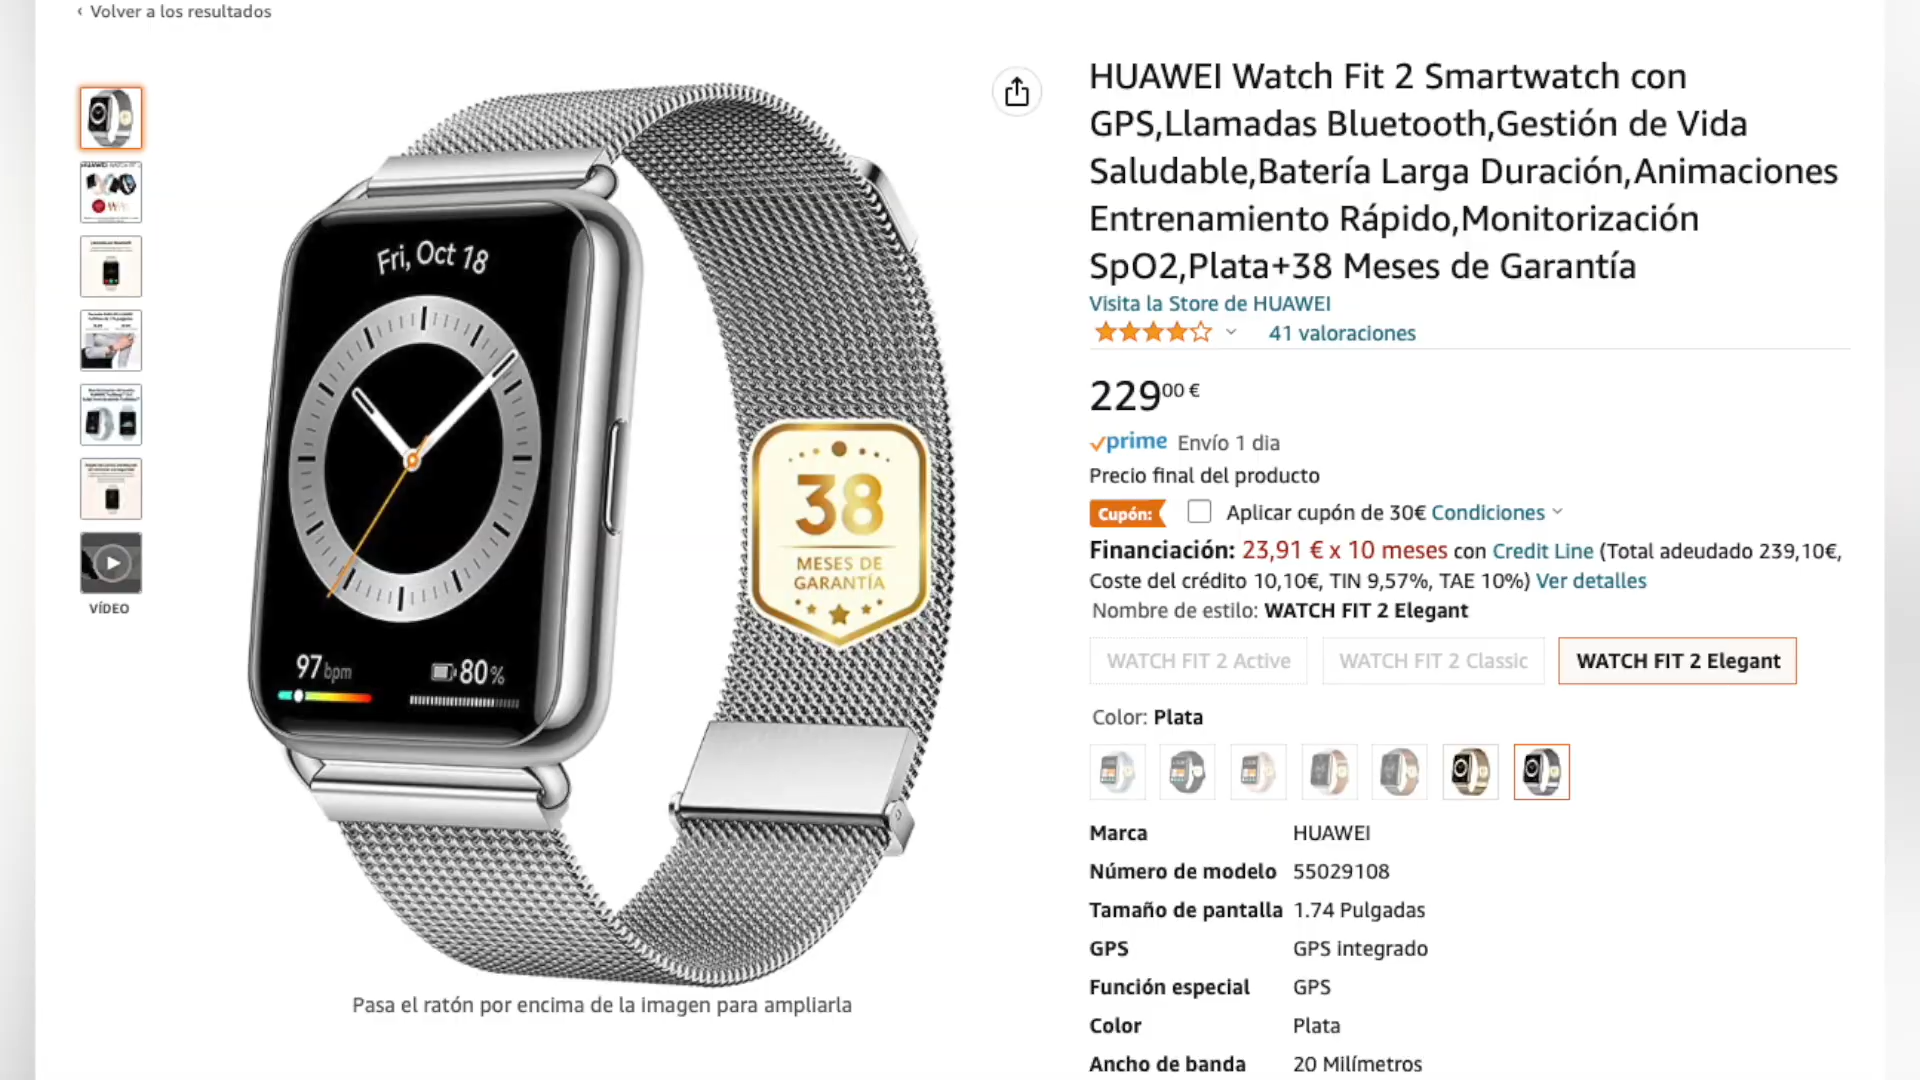 ‹ Volver a los resultados
VÍDEO
Fri, Oct 18
97 bpm
80%
38
MESES DE
GARANTÍA
Pasa el ratón por encima de la imagen para ampliarla
HUAWEI Watch Fit 2 Smartwatch con
GPS,Llamadas Bluetooth,Gestión de Vida
Saludable,Batería Larga Duración,Animaciones
Entrenamiento Rápido,Monitorización
SpO2,Plata+38 Meses de Garantía
Visita la Store de HUAWEI
41 valoraciones
229,00 €
prime Envío 1 dia
Precio final del producto
Cupón: Aplicar cupón de 30€ Condiciones
Financiación: 23,91 € x 10 meses con Credit Line (Total adeudado 239,10€,
Coste del crédito 10,10€, TIN 9,57%, TAE 10%) Ver detalles
Nombre de estilo: WATCH FIT 2 Elegant
WATCH FIT 2 Active WATCH FIT 2 Classic WATCH FIT 2 Elegant
Color: Plata
Marca HUAWEI
Número de modelo 55029108
Tamaño de pantalla 1.74 Pulgadas
GPS GPS integrado
Función especial GPS
Color Plata
Ancho de banda 20 Milímetros